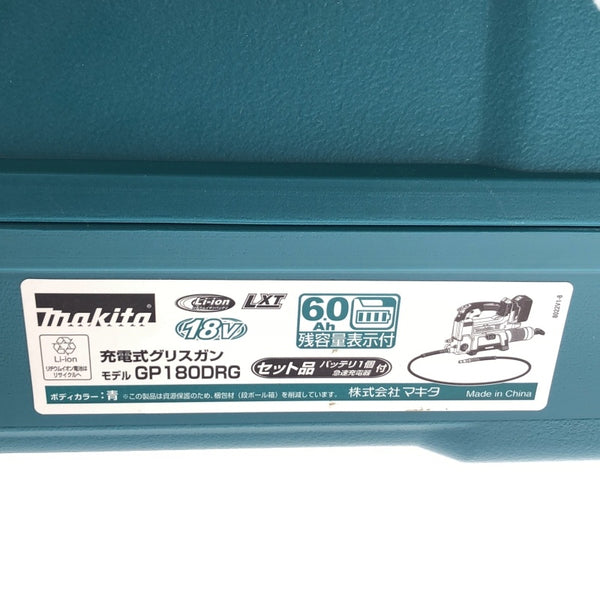 makita
Li-ion
LXT
18V
6.0
Ah
残容量表示付
Li-ion
リチウムイオン電池は
リサイクルへ
充電式グリスガン
モデル GP180DRG
セット品
バッテリ1個
急速充電器
付
ボディカラー：青
※この製品は資源保護のため、梱包材（段ボール箱）を削減しています。
株式会社マキタ
Made in China